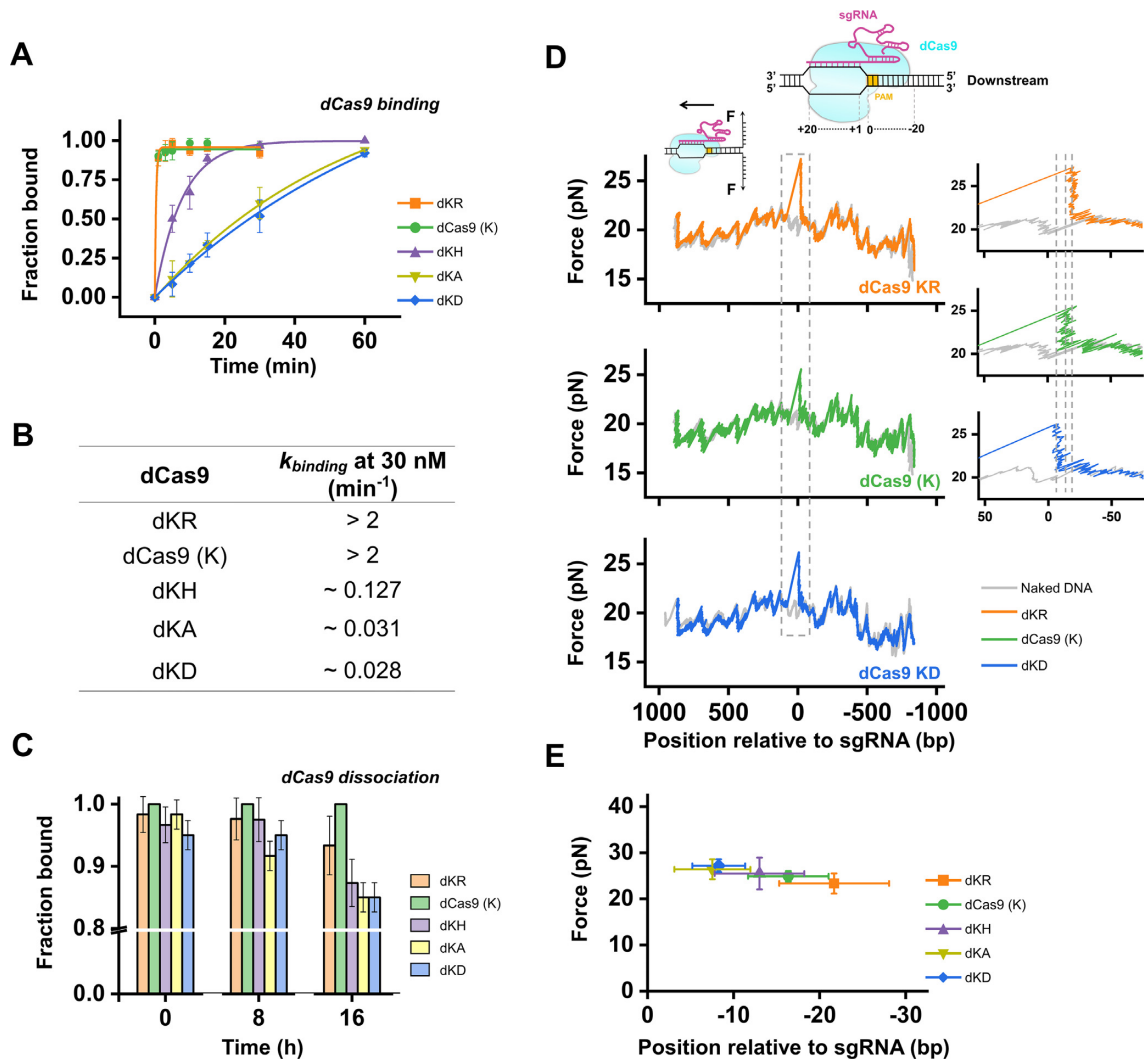 A
dCas9 binding
Fraction bound
1.00
0.75
0.50
0.25
0.00
0
20
40
60
Time (min)
dKR
dCas9 (K)
dKH
dKA
dKD
B
dCas9
k_binding at 30 nM
(min⁻¹)
dKR
> 2
dCas9 (K)
> 2
dKH
~ 0.127
dKA
~ 0.031
dKD
~ 0.028
C
dCas9 dissociation
Fraction bound
1.0
0.9
0.8
0.0
0
8
16
Time (h)
dKR
dCas9 (K)
dKH
dKA
dKD
D
sgRNA
dCas9
3'
5'
5'
3'
Downstream
PAM
+20
+1
0
-20
F
F
Force (pN)
25
20
15
dCas9 KR
Force (pN)
25
20
15
dCas9 (K)
Force (pN)
25
20
15
dCas9 KD
1000
500
0
-500
-1000
Position relative to sgRNA (bp)
25
20
25
20
25
20
50
0
-50
Naked DNA
dKR
dCas9 (K)
dKD
E
Force (pN)
40
30
20
10
0
0
-10
-20
-30
Position relative to sgRNA (bp)
dKR
dCas9 (K)
dKH
dKA
dKD